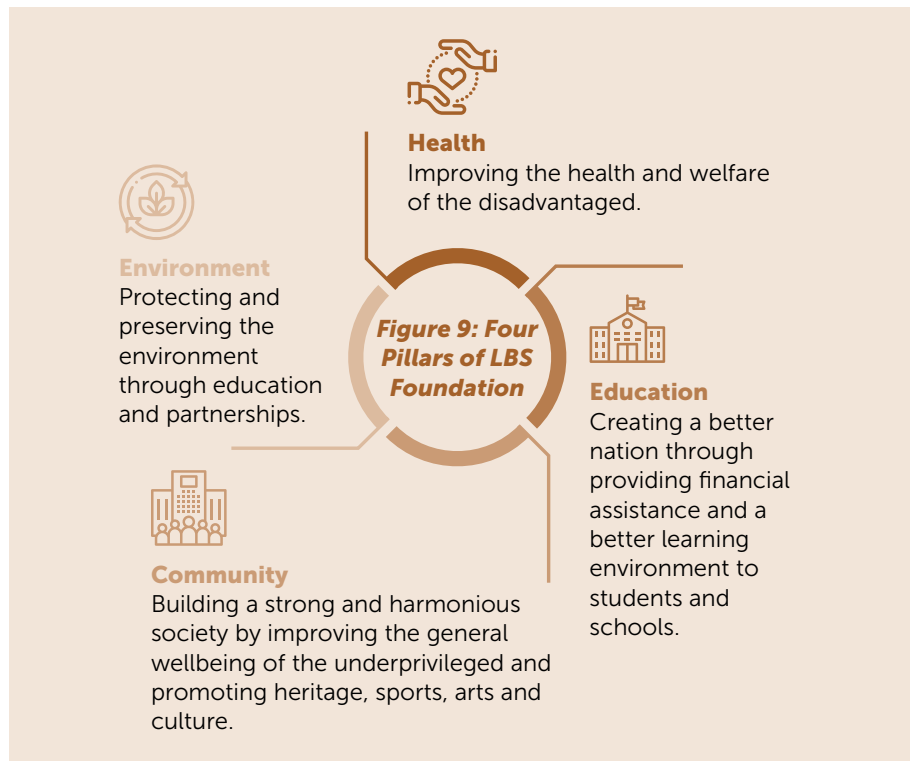 Health
Improving the health and welfare
of the disadvantaged.
Environment
Protecting and
preserving the
environment
through education
and partnerships.
Figure 9: Four
Pillars of LBS
Foundation
Education
Creating a better
nation through
providing financial
assistance and a
better learning
environment to
students and
schools.
Community
Building a strong and harmonious
society by improving the general
wellbeing of the underprivileged and
promoting heritage, sports, arts and
culture.